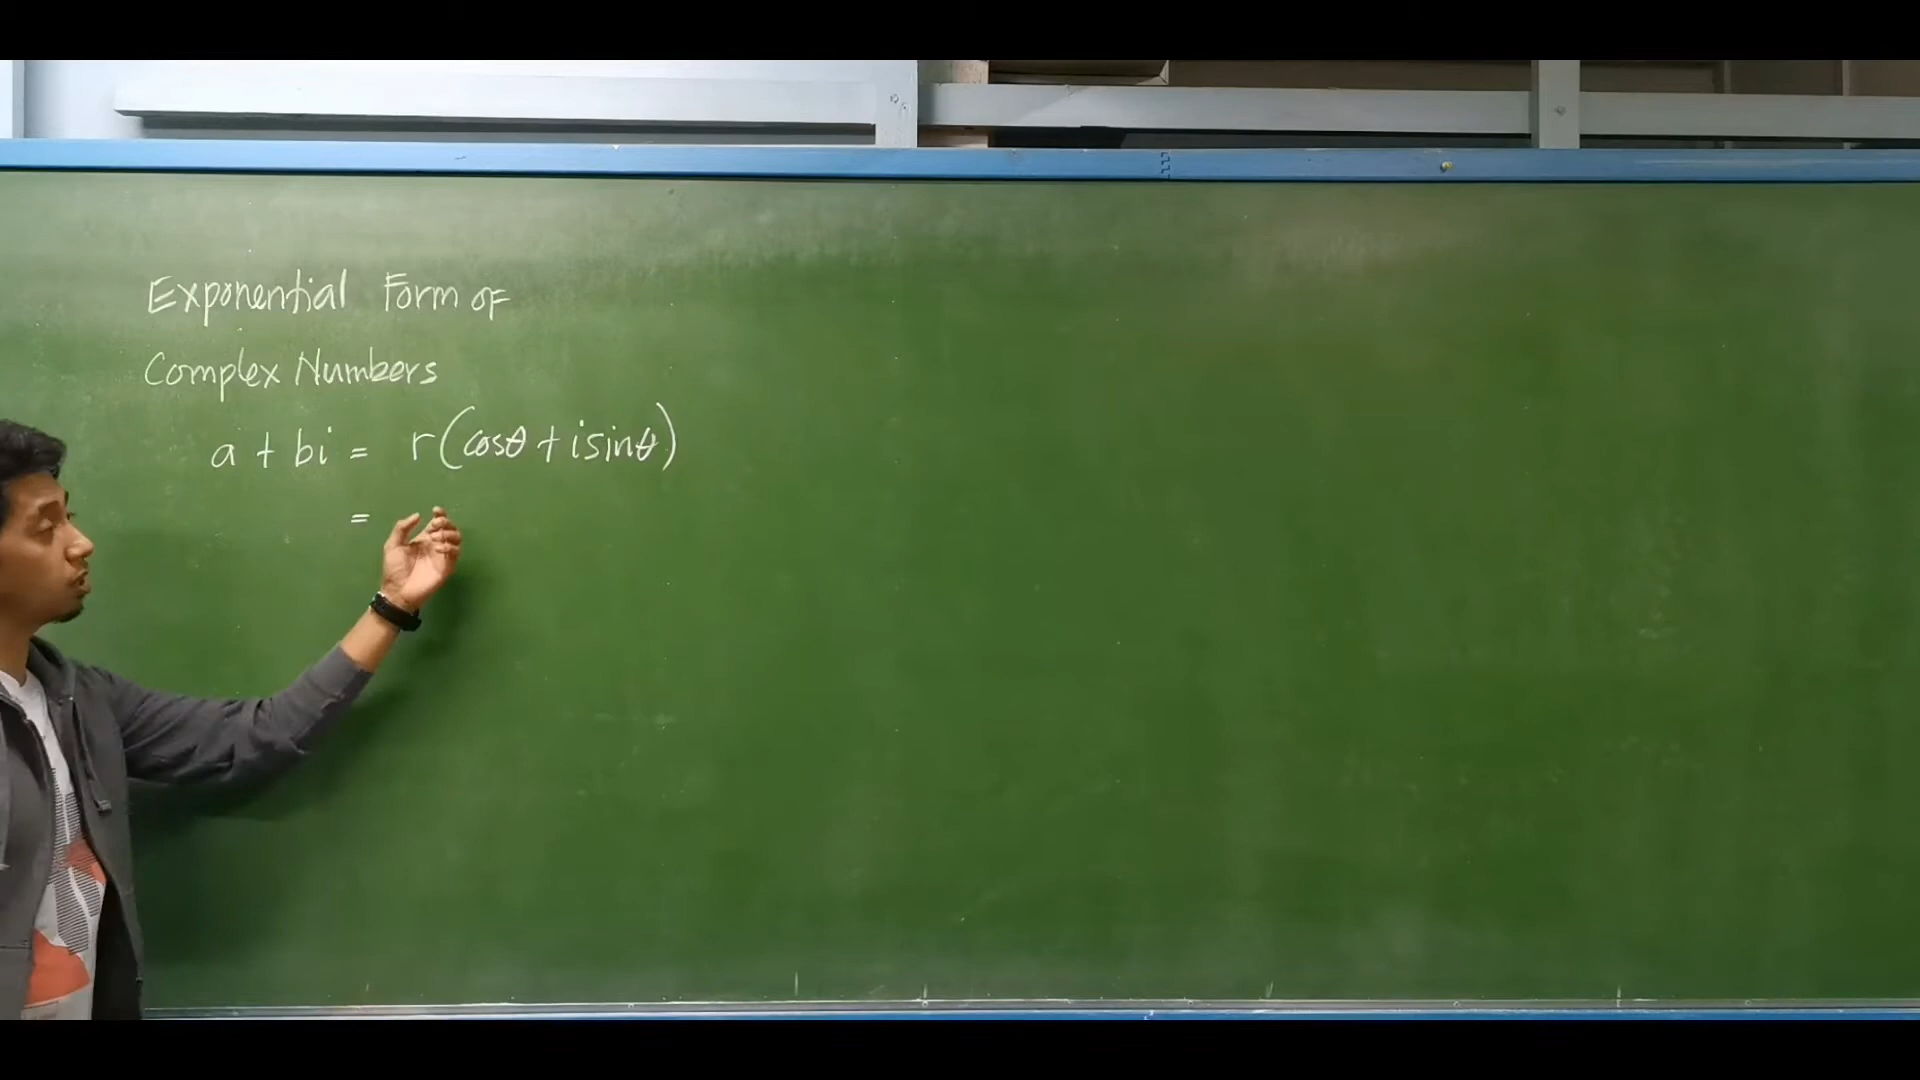 Exponential Form of
Complex Numbers
a + bi = r(cosθ + isinθ)
=